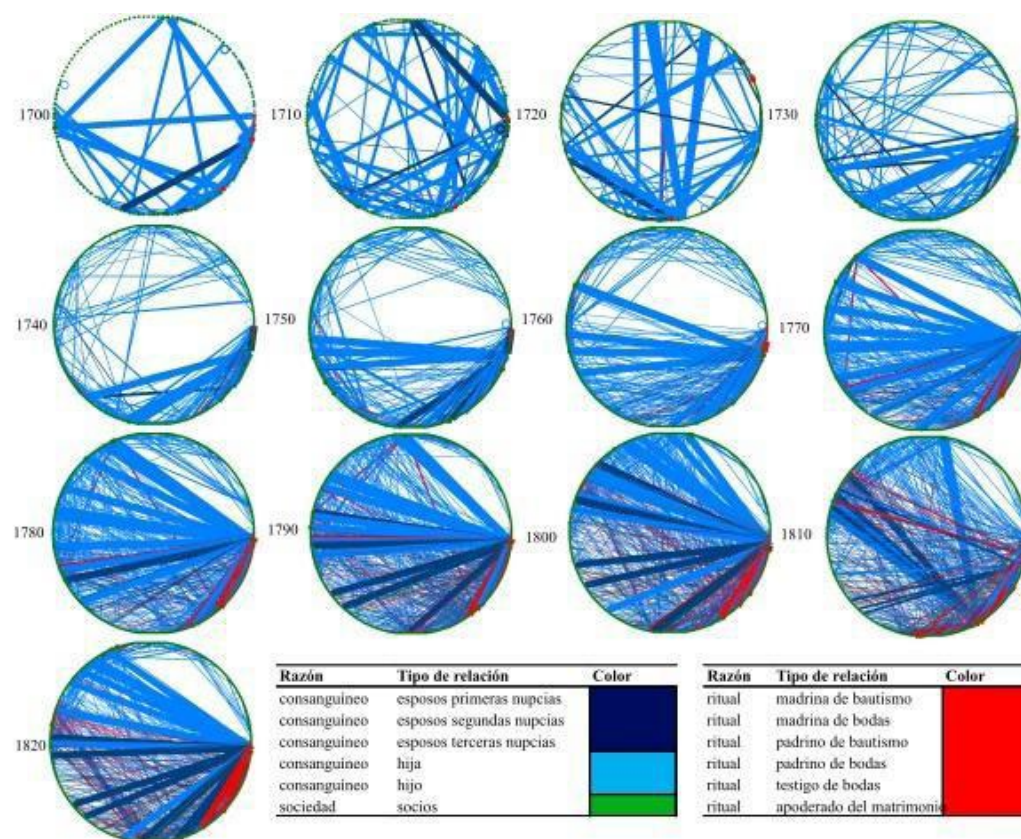 1700 1710 1720 1730
1740 1750 1760 1770
1780 1790 1800 1810
1820
Razón Tipo de relación Color
consanguíneo esposos primeras nupcias
consanguíneo esposos segundas nupcias
consanguíneo esposos terceras nupcias
consanguíneo hija
consanguíneo hijo
sociedad socios
Razón Tipo de relación Color
ritual madrina de bautismo
ritual madrina de bodas
ritual padrino de bautismo
ritual padrino de bodas
ritual testigo de bodas
ritual apoderado del matrimonio